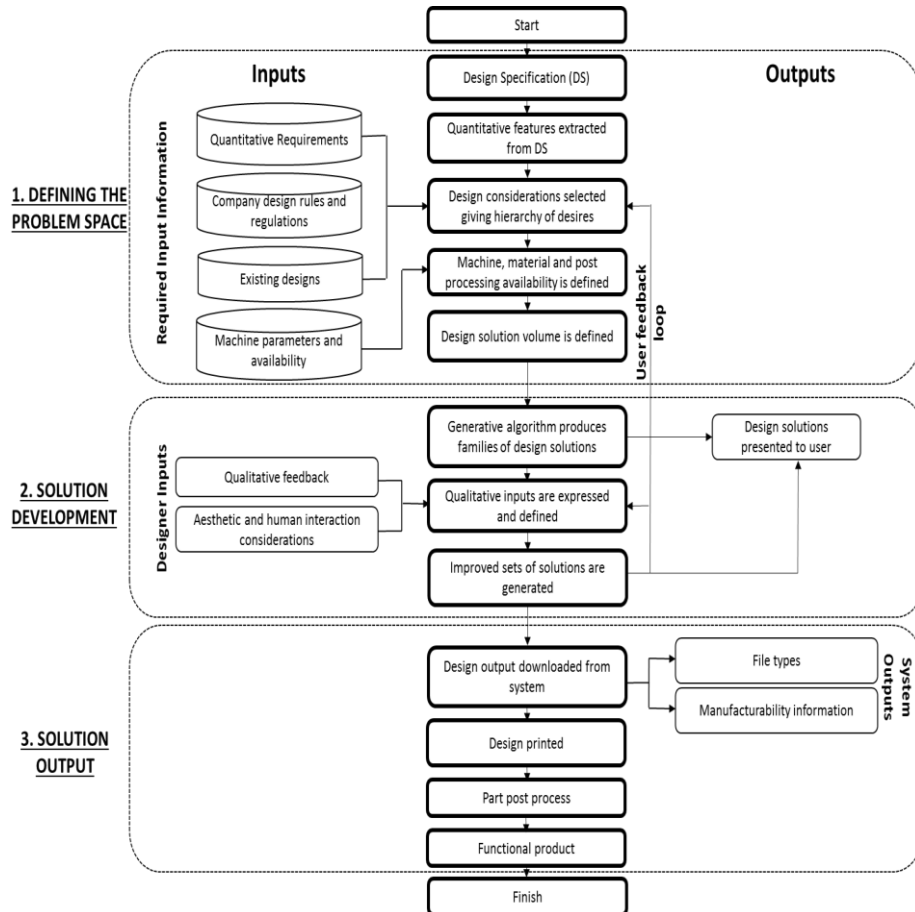 Start
Inputs
Outputs
Design Specification (DS)
Quantitative Requirements
Quantitative features extracted
from DS
1. DEFINING THE
PROBLEM SPACE
Required Input Information
Company design rules and
regulations
Design considerations selected
giving hierarchy of desires
Existing designs
Machine, material and post
processing availability is defined
Machine parameters and
availability
Design solution volume is defined
User feedback
loop
2. SOLUTION
DEVELOPMENT
Designer Inputs
Generative algorithm produces
families of design solutions
Design solutions
presented to user
Qualitative feedback
Qualitative inputs are expressed
and defined
Aesthetic and human interaction
considerations
Improved sets of solutions are
generated
3. SOLUTION
OUTPUT
Design output downloaded from
system
File types
Manufacturability information
System
Outputs
Design printed
Part post process
Functional product
Finish